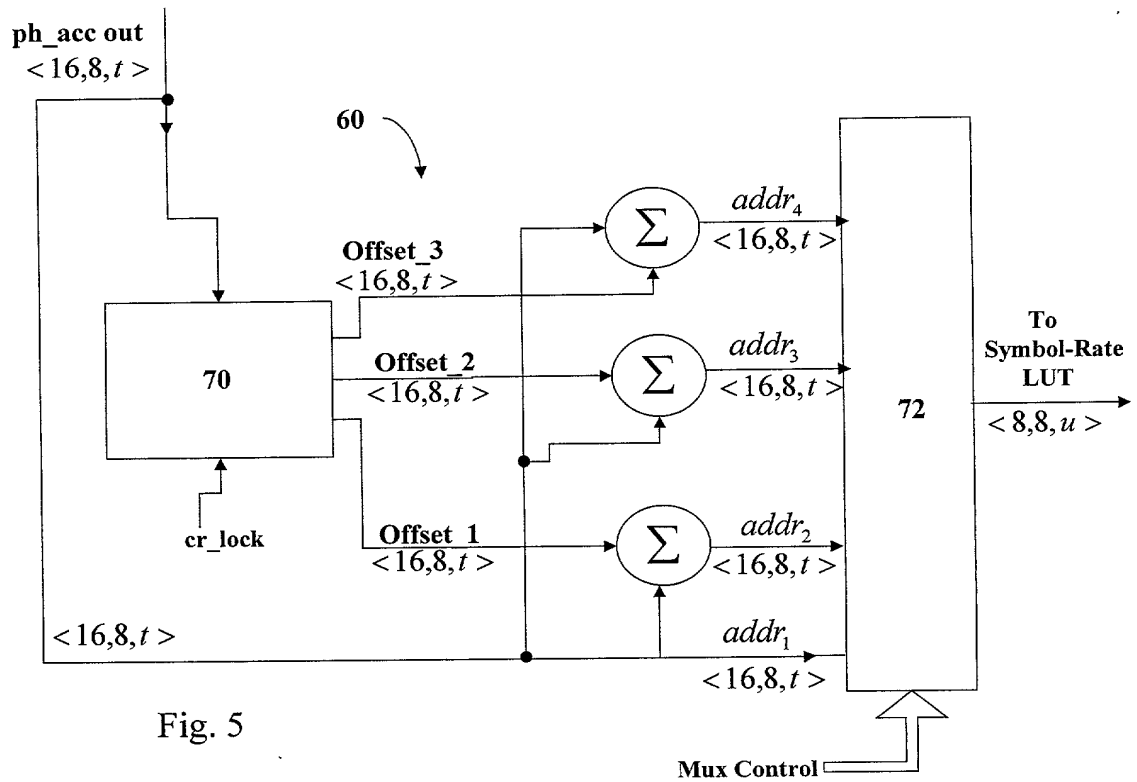 ph_acc out
<16,8,t>
60
addr₄
<16,8,t>
Σ
Offset_3
<16,8,t>
To
Symbol-Rate
LUT
<8,8,u>
70
Offset_2
<16,8,t>
Σ
addr₃
<16,8,t>
72
cr_lock
Offset_1
<16,8,t>
Σ
addr₂
<16,8,t>
<16,8,t>
addr₁
<16,8,t>
Fig. 5
Mux Control